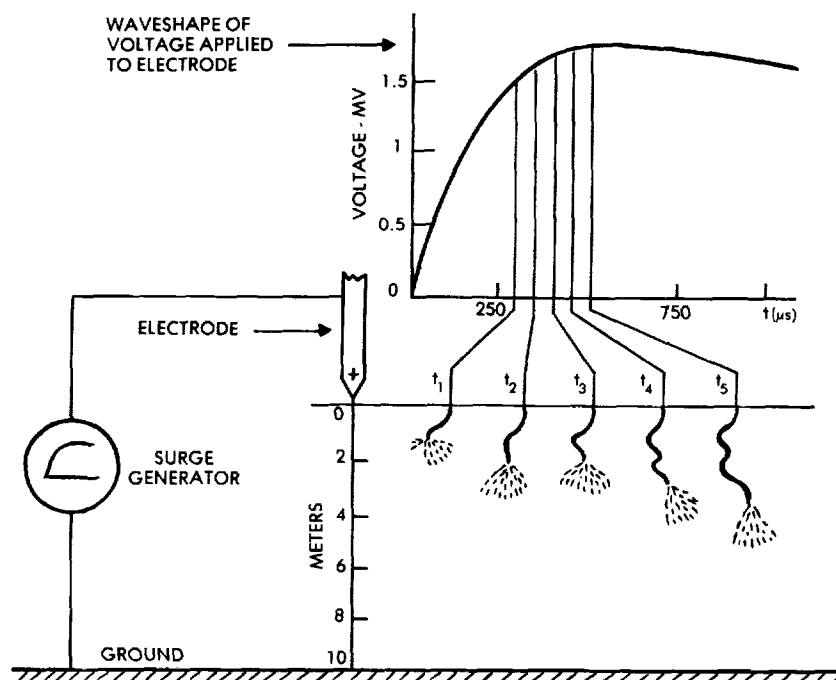 WAVESHAPE OF
VOLTAGE APPLIED
TO ELECTRODE
VOLTAGE - MV
1.5
1
0.5
0
250
750
t (μs)
ELECTRODE
+
t₁
t₂
t₃
t₄
t₅
SURGE
GENERATOR
METERS
0
2
4
6
8
10
GROUND